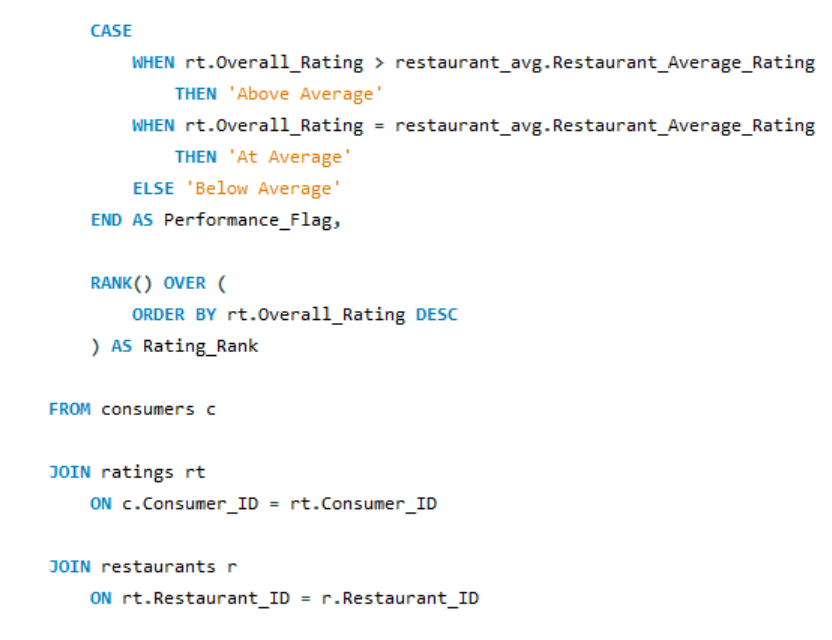 CASE
WHEN rt.Overall_Rating > restaurant_avg.Restaurant_Average_Rating
THEN 'Above Average'
WHEN rt.Overall_Rating = restaurant_avg.Restaurant_Average_Rating
THEN 'At Average'
ELSE 'Below Average'
END AS Performance_Flag,
RANK() OVER (
ORDER BY rt.Overall_Rating DESC
) AS Rating_Rank
FROM consumers c
JOIN ratings rt
ON c.Consumer_ID = rt.Consumer_ID
JOIN restaurants r
ON rt.Restaurant_ID = r.Restaurant_ID